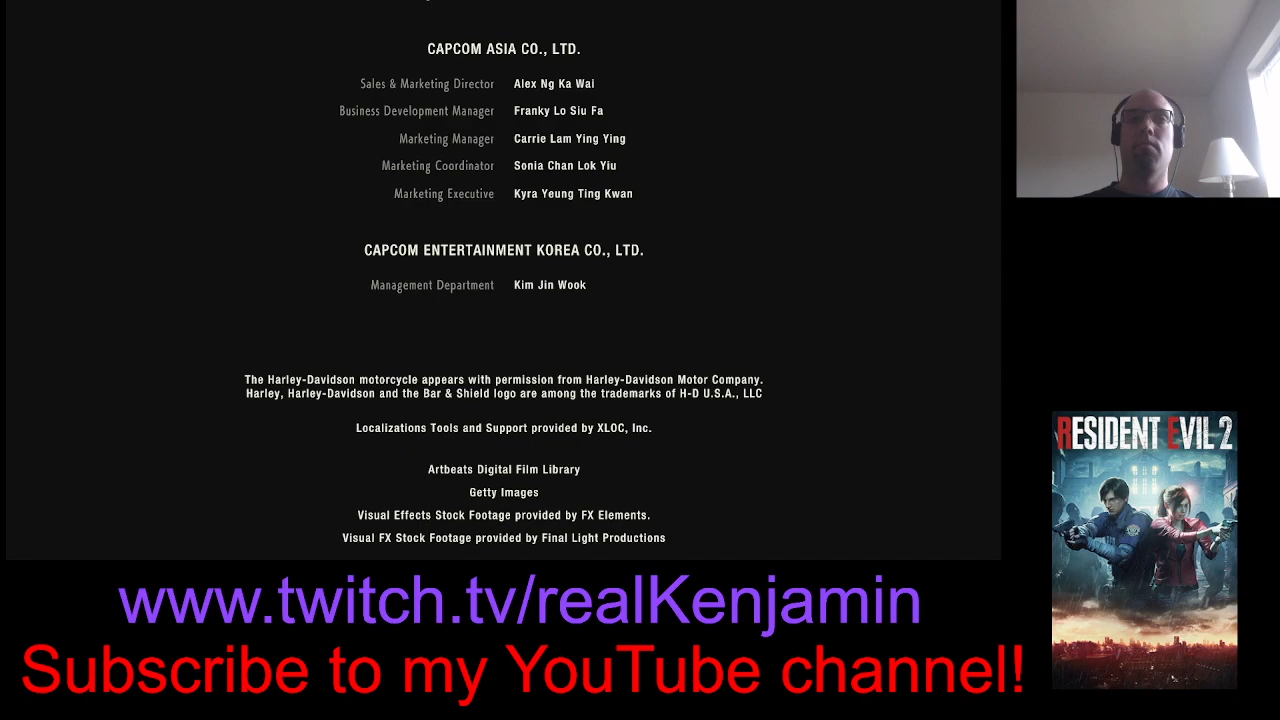 CAPCOM ASIA CO., LTD.
Sales & Marketing Director Alex Ng Ka Wai
Business Development Manager Franky Lo Siu Fa
Marketing Manager Carrie Lam Ying Ying
Marketing Coordinator Sonia Chan Lok Yiu
Marketing Executive Kyra Yeung Ting Kwan
CAPCOM ENTERTAINMENT KOREA CO., LTD.
Management Department Kim Jin Wook
The Harley-Davidson motorcycle appears with permission from Harley-Davidson Motor Company.
Harley, Harley-Davidson and the Bar & Shield logo are among the trademarks of H-D U.S.A., LLC
Localizations Tools and Support provided by XLOC, Inc.
Artbeats Digital Film Library
Getty Images
Visual Effects Stock Footage provided by FX Elements.
Visual FX Stock Footage provided by Final Light Productions
RESIDENT EVIL 2
www.twitch.tv/realKenjamin
Subscribe to my YouTube channel!